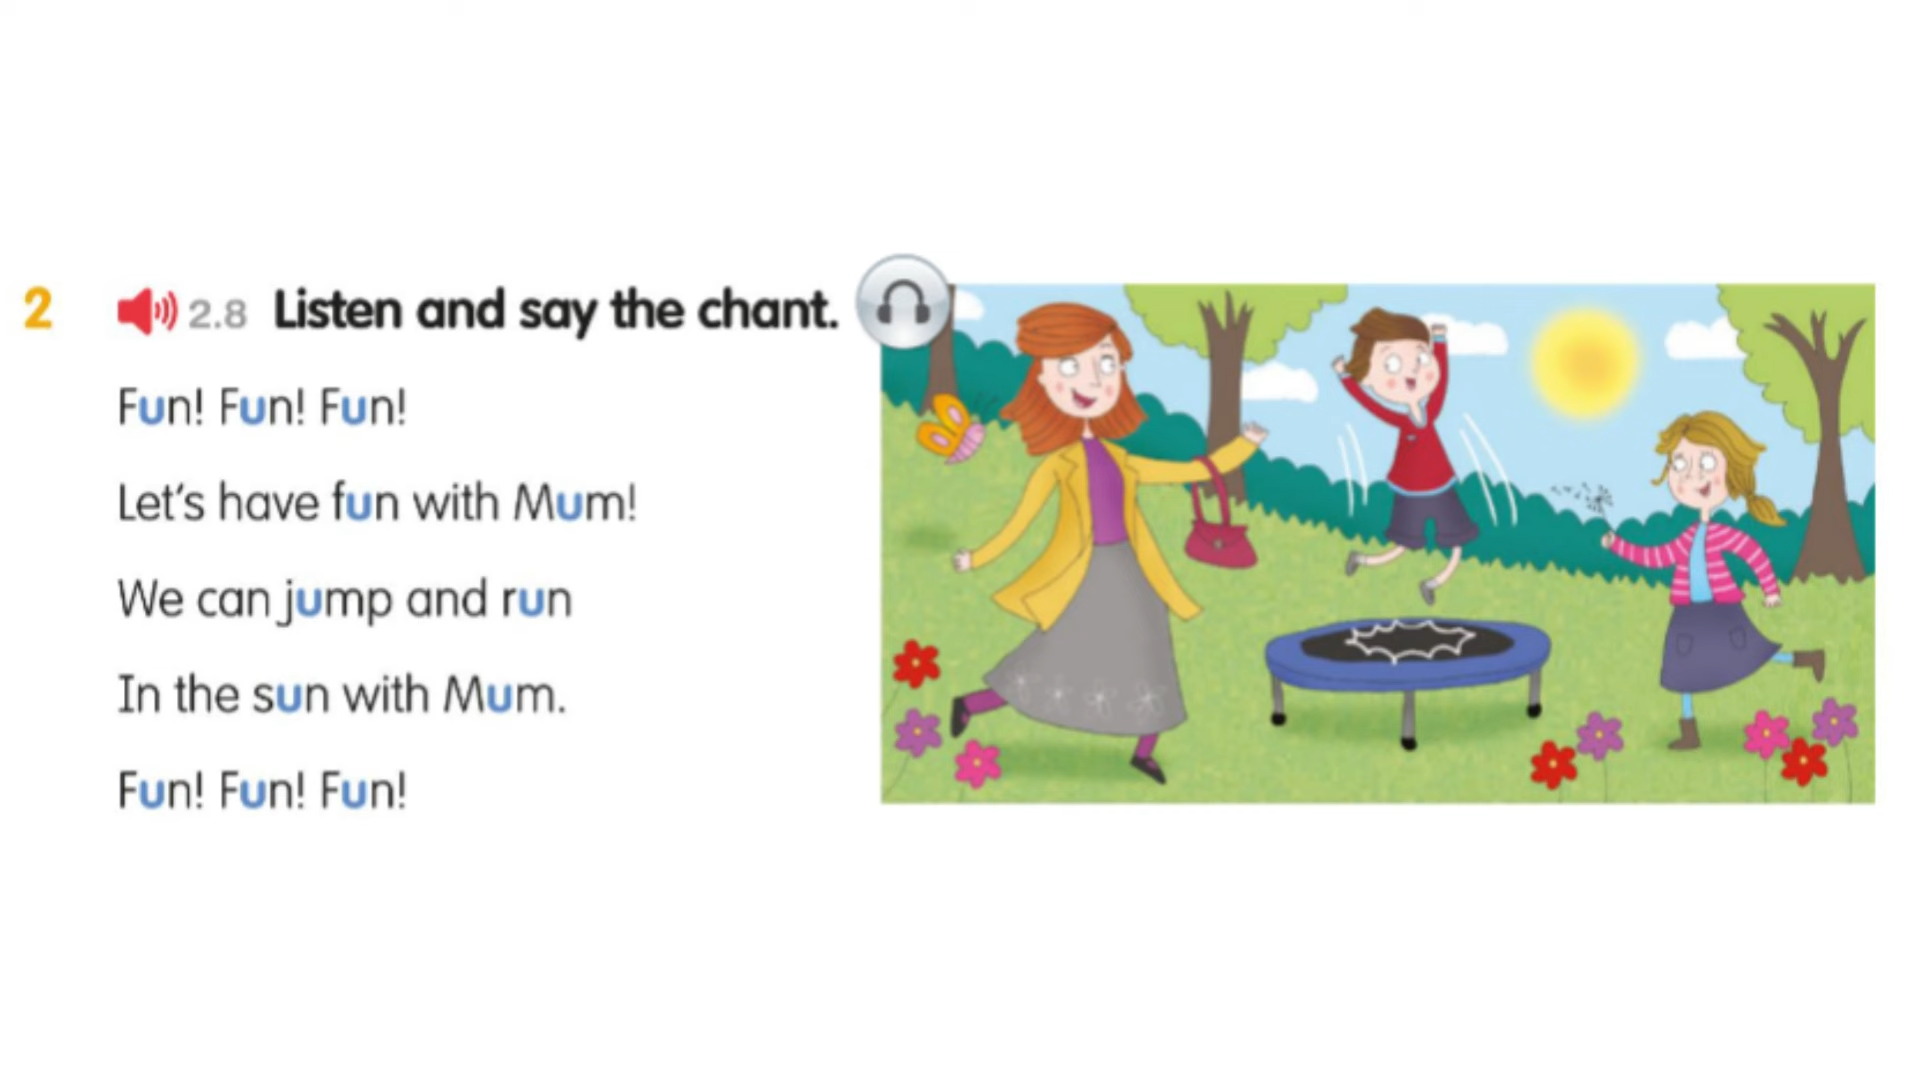 2 2.8 Listen and say the chant.
Fun! Fun! Fun!
Let's have fun with Mum!
We can jump and run
In the sun with Mum.
Fun! Fun! Fun!